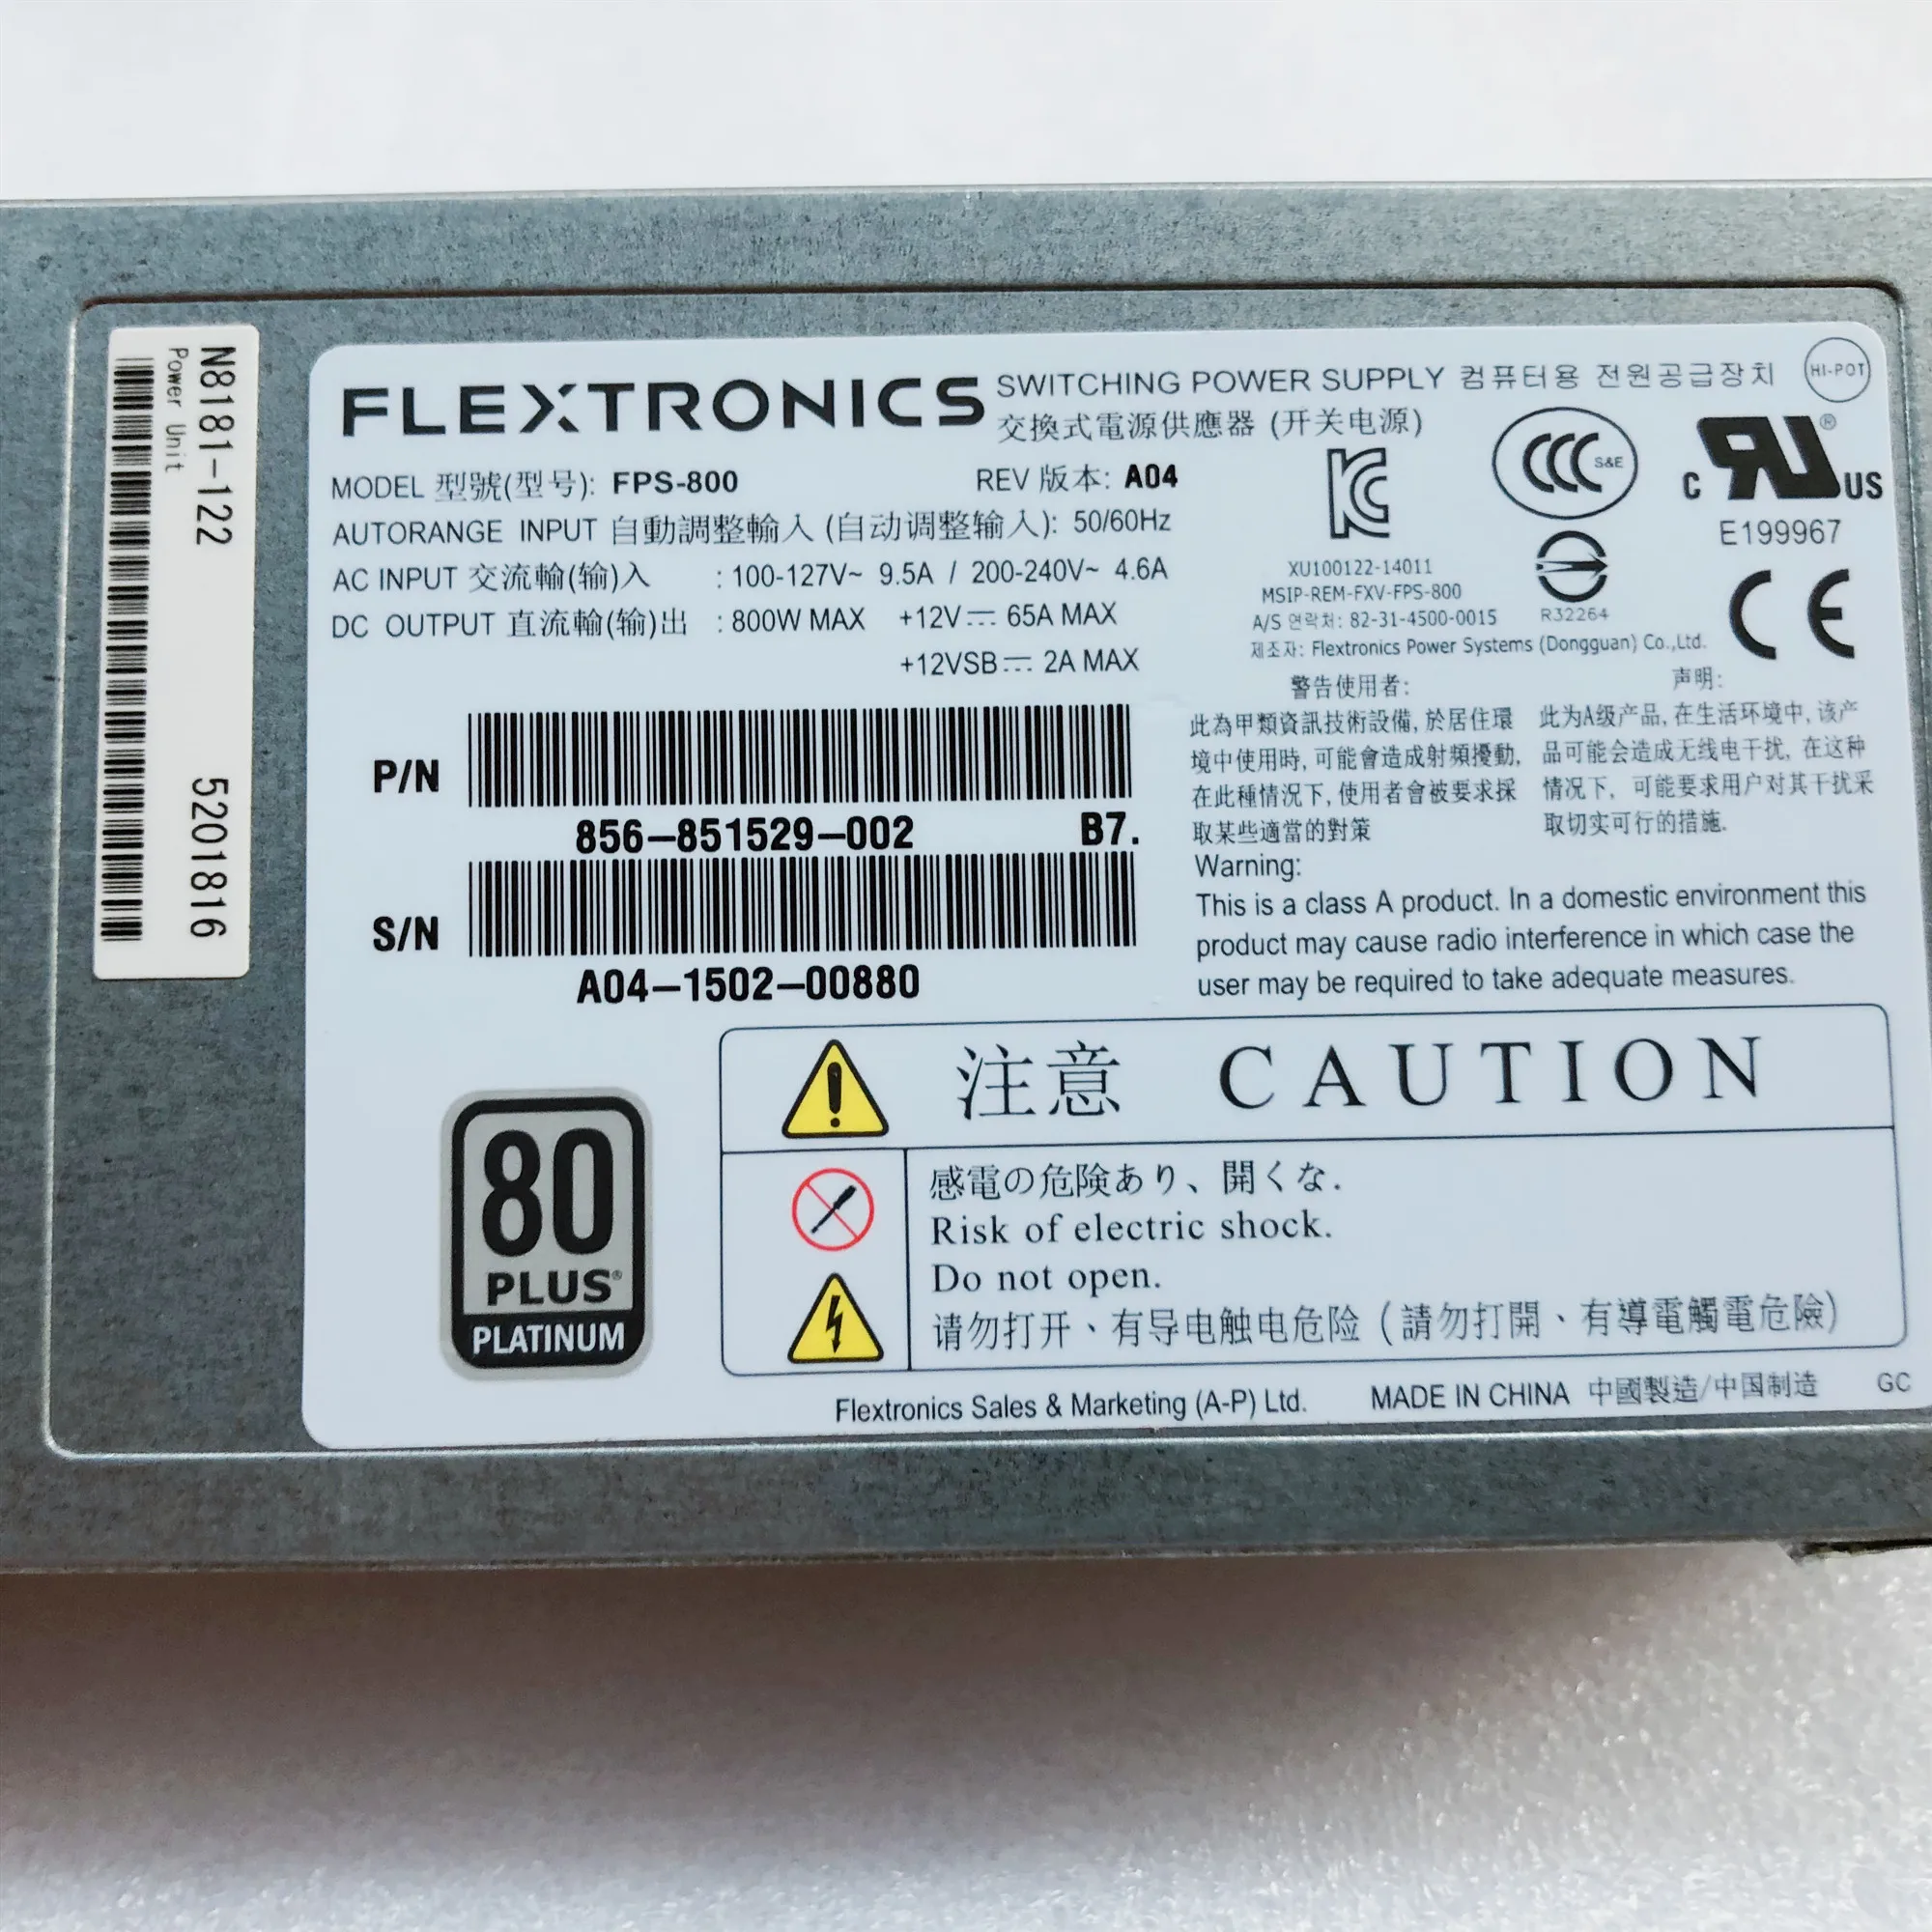 N8181-122
Power Unit
5201816
FLEXTRONICS
SWITCHING POWER SUPPLY 컴퓨터용 전원공급장치
交換式電源供應器 (开关电源)
HI-POT
MODEL 型號(型号): FPS-800
REV 版本: A04
AUTORANGE INPUT 自動調整輸入 (自动调整输入): 50/60Hz
AC INPUT 交流輸(输)入 : 100-127V~ 9.5A / 200-240V~ 4.6A
DC OUTPUT 直流輸(输)出 : 800W MAX +12V⎓ 65A MAX
+12VSB⎓ 2A MAX
CCC S&E
c RU ® US
E199967
XU100122-14011
MSIP-REM-FXV-FPS-800
A/S 연락처: 82-31-4500-0015
R32264
CE
제조자: Flextronics Power Systems (Dongguan) Co.,Ltd.
P/N
856-851529-002 B7.
S/N
A04-1502-00880
警告使用者:
此為甲類資訊技術設備, 於居住環
境中使用時, 可能會造成射頻擾動,
在此種情況下, 使用者會被要求採
取某些適當的對策
声明:
此为A级产品, 在生活环境中, 该产
品可能会造成无线电干扰, 在这种
情况下, 可能要求用户对其干扰采
取切实可行的措施.
Warning:
This is a class A product. In a domestic environment this
product may cause radio interference in which case the
user may be required to take adequate measures.
80
PLUS®
PLATINUM
注意 CAUTION
感電の危険あり、開くな.
Risk of electric shock.
Do not open.
请勿打开、有导电触电危险 (請勿打開、有導電觸電危險)
Flextronics Sales & Marketing (A-P) Ltd. MADE IN CHINA 中國製造/中国制造 GC